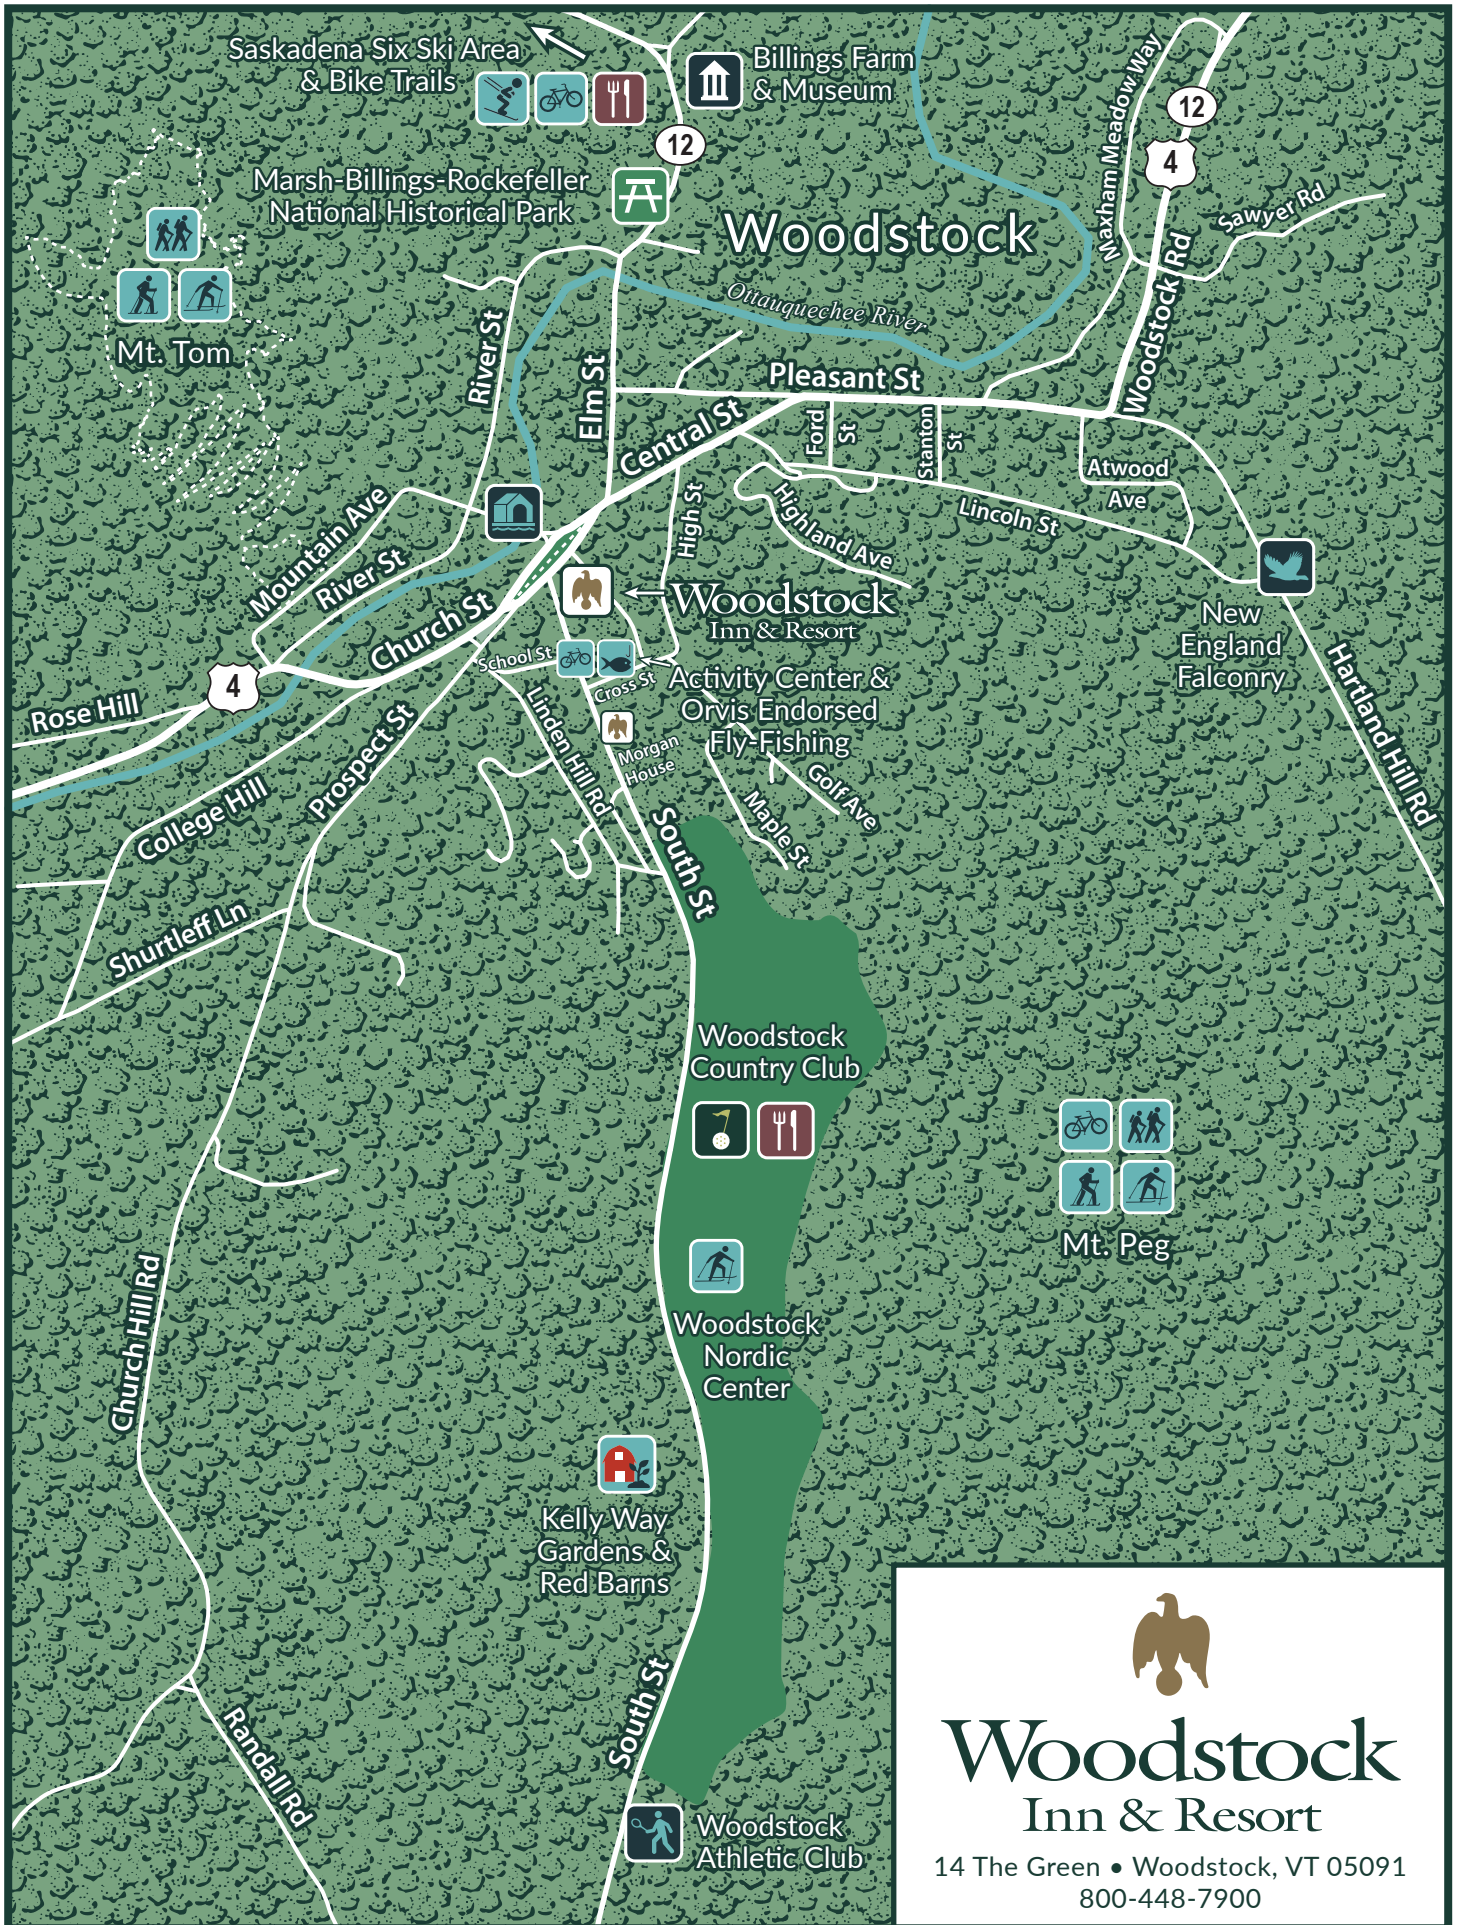 Saskadena Six Ski Area
& Bike Trails
Billings Farm
& Museum
12
Marsh-Billings-Rockefeller
National Historical Park
Woodstock
Maxham Meadow Way
12
4
Sawyer Rd
Woodstock Rd
Ottauquechee River
Mt. Tom
River St
Elm St
Pleasant St
Central St
Ford
St
Stanton
St
Atwood
Ave
Lincoln St
High St
Highland Ave
Mountain Ave
River St
Church St
Woodstock
Inn & Resort
New
England
Falconry
Hartland Hill Rd
School St
Cross St
Activity Center &
Orvis Endorsed
Fly-Fishing
4
Rose Hill
Prospect St
Linden Hill Rd
Morgan
House
Golf Ave
Maple St
College Hill
South St
Shurtleff Ln
Woodstock
Country Club
Mt. Peg
Church Hill Rd
Woodstock
Nordic
Center
Kelly Way
Gardens &
Red Barns
South St
Randall Rd
Woodstock
Athletic Club
Woodstock
Inn & Resort
14 The Green • Woodstock, VT 05091
800-448-7900